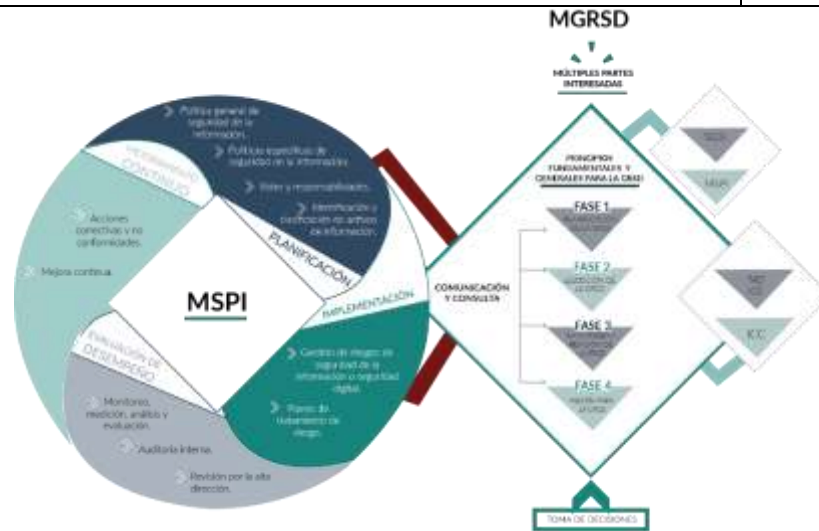 MGRSD
MÚLTIPLES PARTES
INTERESADAS
Política general de
seguridad de la
información.
Políticas específicas de
seguridad en la información.
Roles y responsabilidades.
Identificación y
clasificación de activos
de información.
PLANIFICACIÓN
MEJORAMIENTO
CONTINUO
Acciones
correctivas y no
conformidades.
Mejora continua.
MSPI
IMPLEMENTACIÓN
Gestión de riesgos de
seguridad de la
información o seguridad
digital.
Planes de
tratamiento de
riesgo.
EVALUACIÓN DE
DESEMPEÑO
Monitoreo,
medición, análisis y
evaluación.
Auditoría interna.
Revisión por la alta
dirección.
PRINCIPIOS
FUNDAMENTALES Y
GENERALES PARA LA GRSD
COMUNICACIÓN
Y CONSULTA
FASE 1
FASE 2
FASE 3
FASE 4
MSPI
ICC
TOMA DE DECISIONES